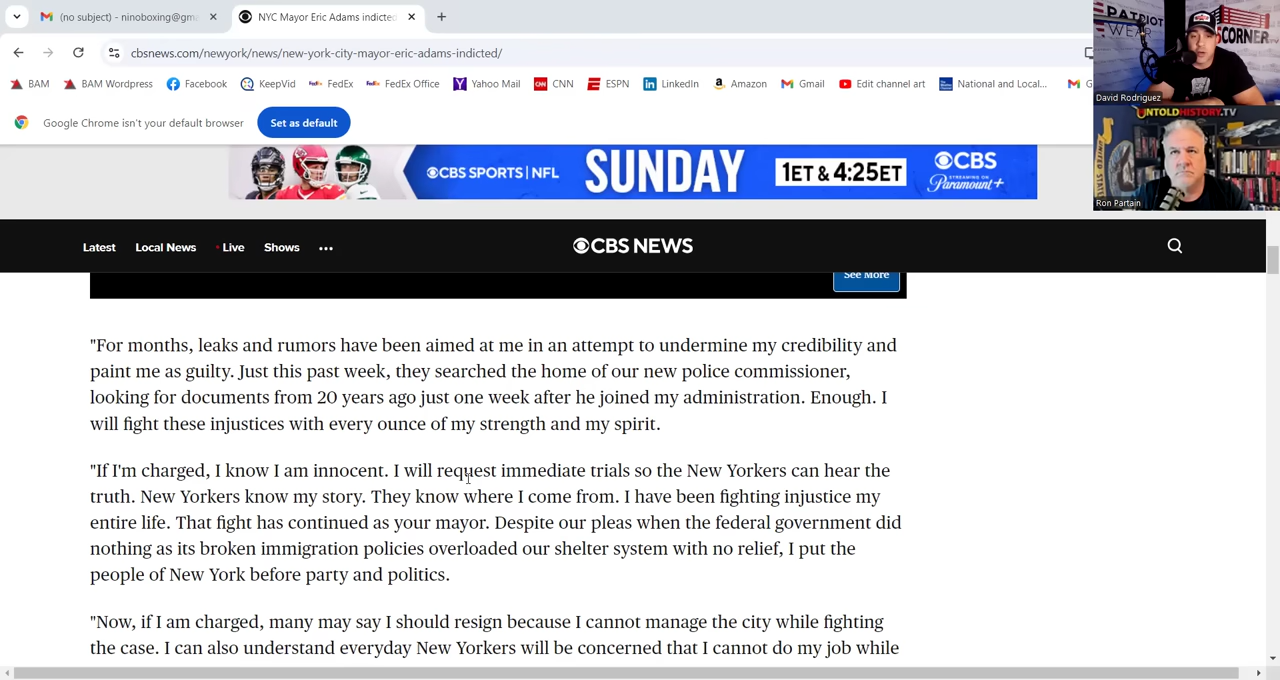 (no subject) - ninoboxing@gma
NYC Mayor Eric Adams indicted
cbsnews.com/newyork/news/new-york-city-mayor-eric-adams-indicted/
BAM
BAM Wordpress
Facebook
KeepVid
FedEx
FedEx Office
Yahoo Mail
CNN
ESPN
LinkedIn
Amazon
Gmail
Edit channel art
National and Local...
G
Google Chrome isn't your default browser
Set as default
PATRIOT
WEAR
CORNER
David Rodriguez
UNTOLDHISTORY.TV
Ron Partain
CBS SPORTS | NFL
SUNDAY
1ET & 4:25ET
CBS
STREAMING ON
Paramount+
Latest
Local News
Live
Shows
CBS NEWS
See More
"For months, leaks and rumors have been aimed at me in an attempt to undermine my credibility and
paint me as guilty. Just this past week, they searched the home of our new police commissioner,
looking for documents from 20 years ago just one week after he joined my administration. Enough. I
will fight these injustices with every ounce of my strength and my spirit.
"If I'm charged, I know I am innocent. I will request immediate trials so the New Yorkers can hear the
truth. New Yorkers know my story. They know where I come from. I have been fighting injustice my
entire life. That fight has continued as your mayor. Despite our pleas when the federal government did
nothing as its broken immigration policies overloaded our shelter system with no relief, I put the
people of New York before party and politics.
"Now, if I am charged, many may say I should resign because I cannot manage the city while fighting
the case. I can also understand everyday New Yorkers will be concerned that I cannot do my job while